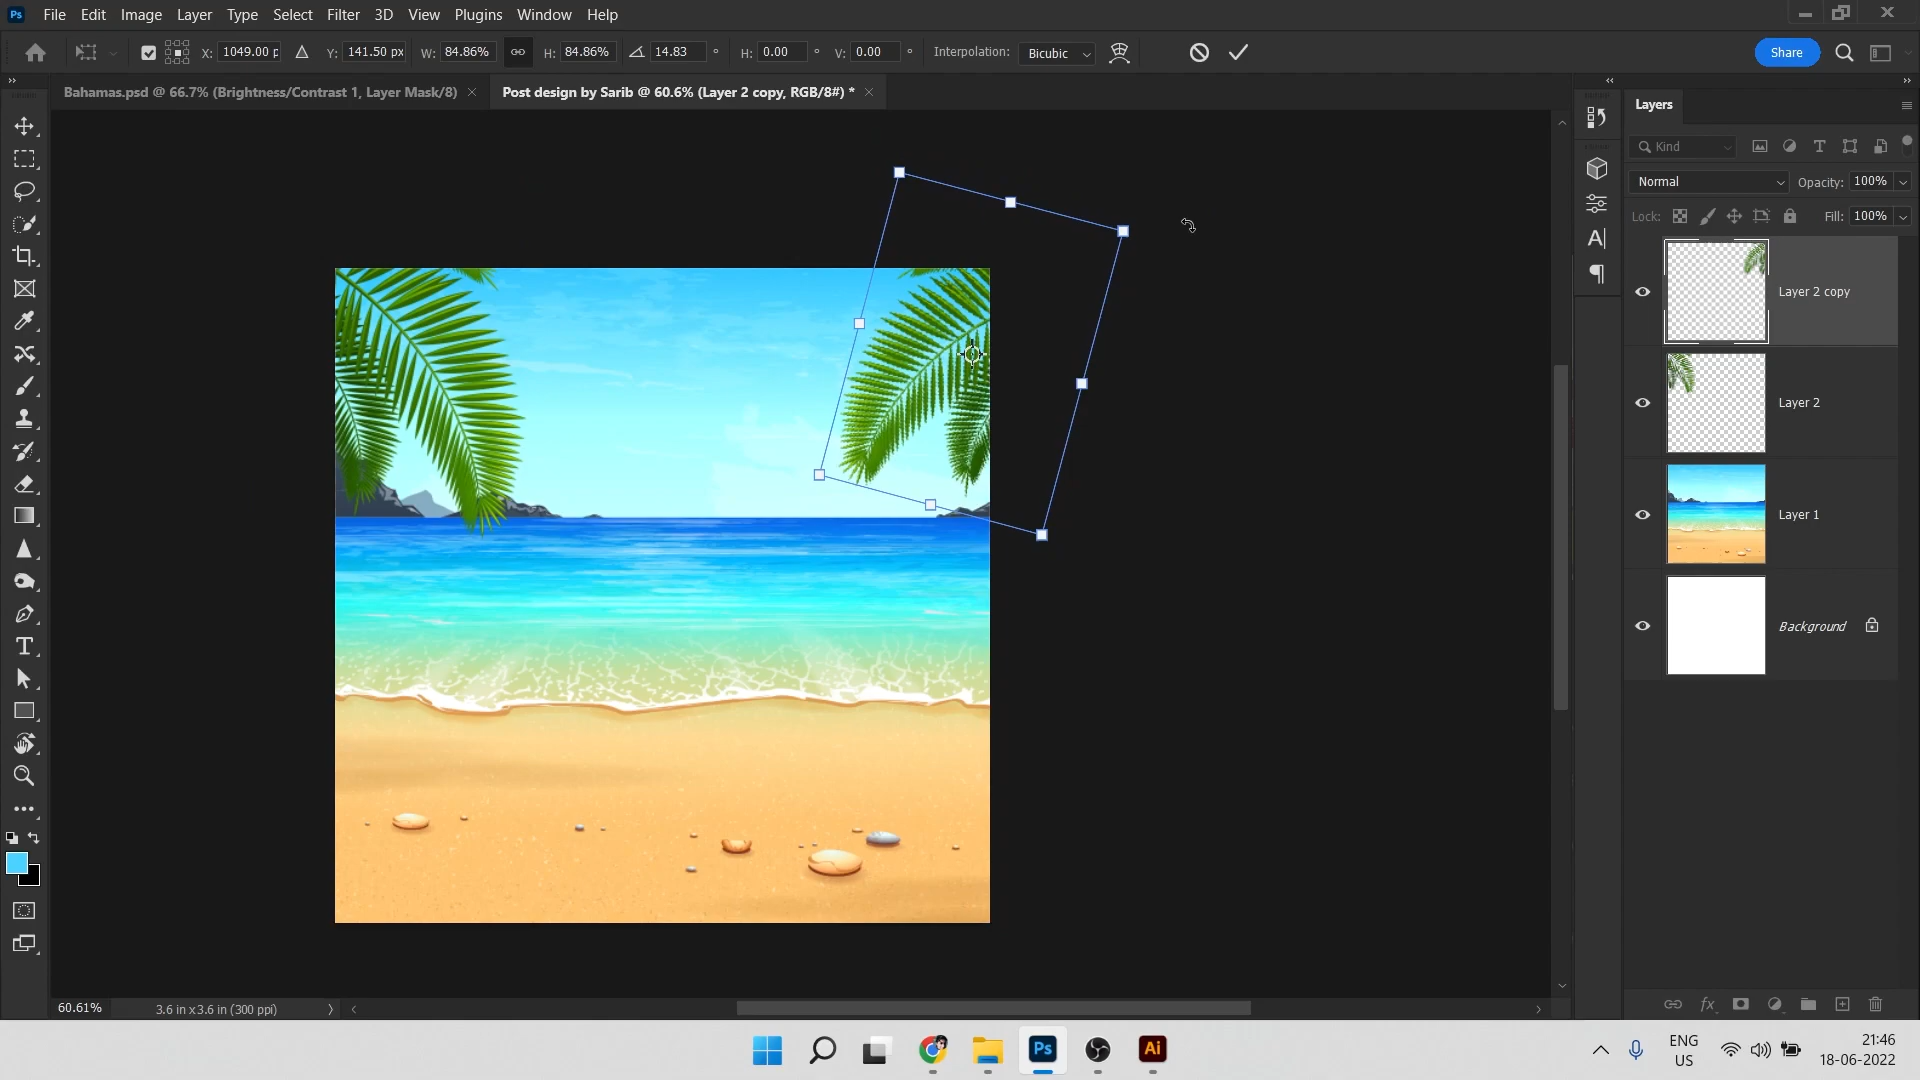 Ps File Edit Image Layer Type Select Filter 3D View Plugins Window Help
X: 1049.00 p Y: 141.50 px W: 84.86% H: 84.86% 14.83 ° H: 0.00 ° V: 0.00 ° Interpolation: Bicubic Share
Bahamas.psd @ 66.7% (Brightness/Contrast 1, Layer Mask/8) × Post design by Sarib @ 60.6% (Layer 2 copy, RGB/8#) * ×
Layers
Kind
Normal Opacity: 100%
Lock: Fill: 100%
Layer 2 copy
Layer 2
Layer 1
Background
60.61% 3.6 in x 3.6 in (300 ppi)
Ps Ai
ENG
US
21:46
18-06-2022